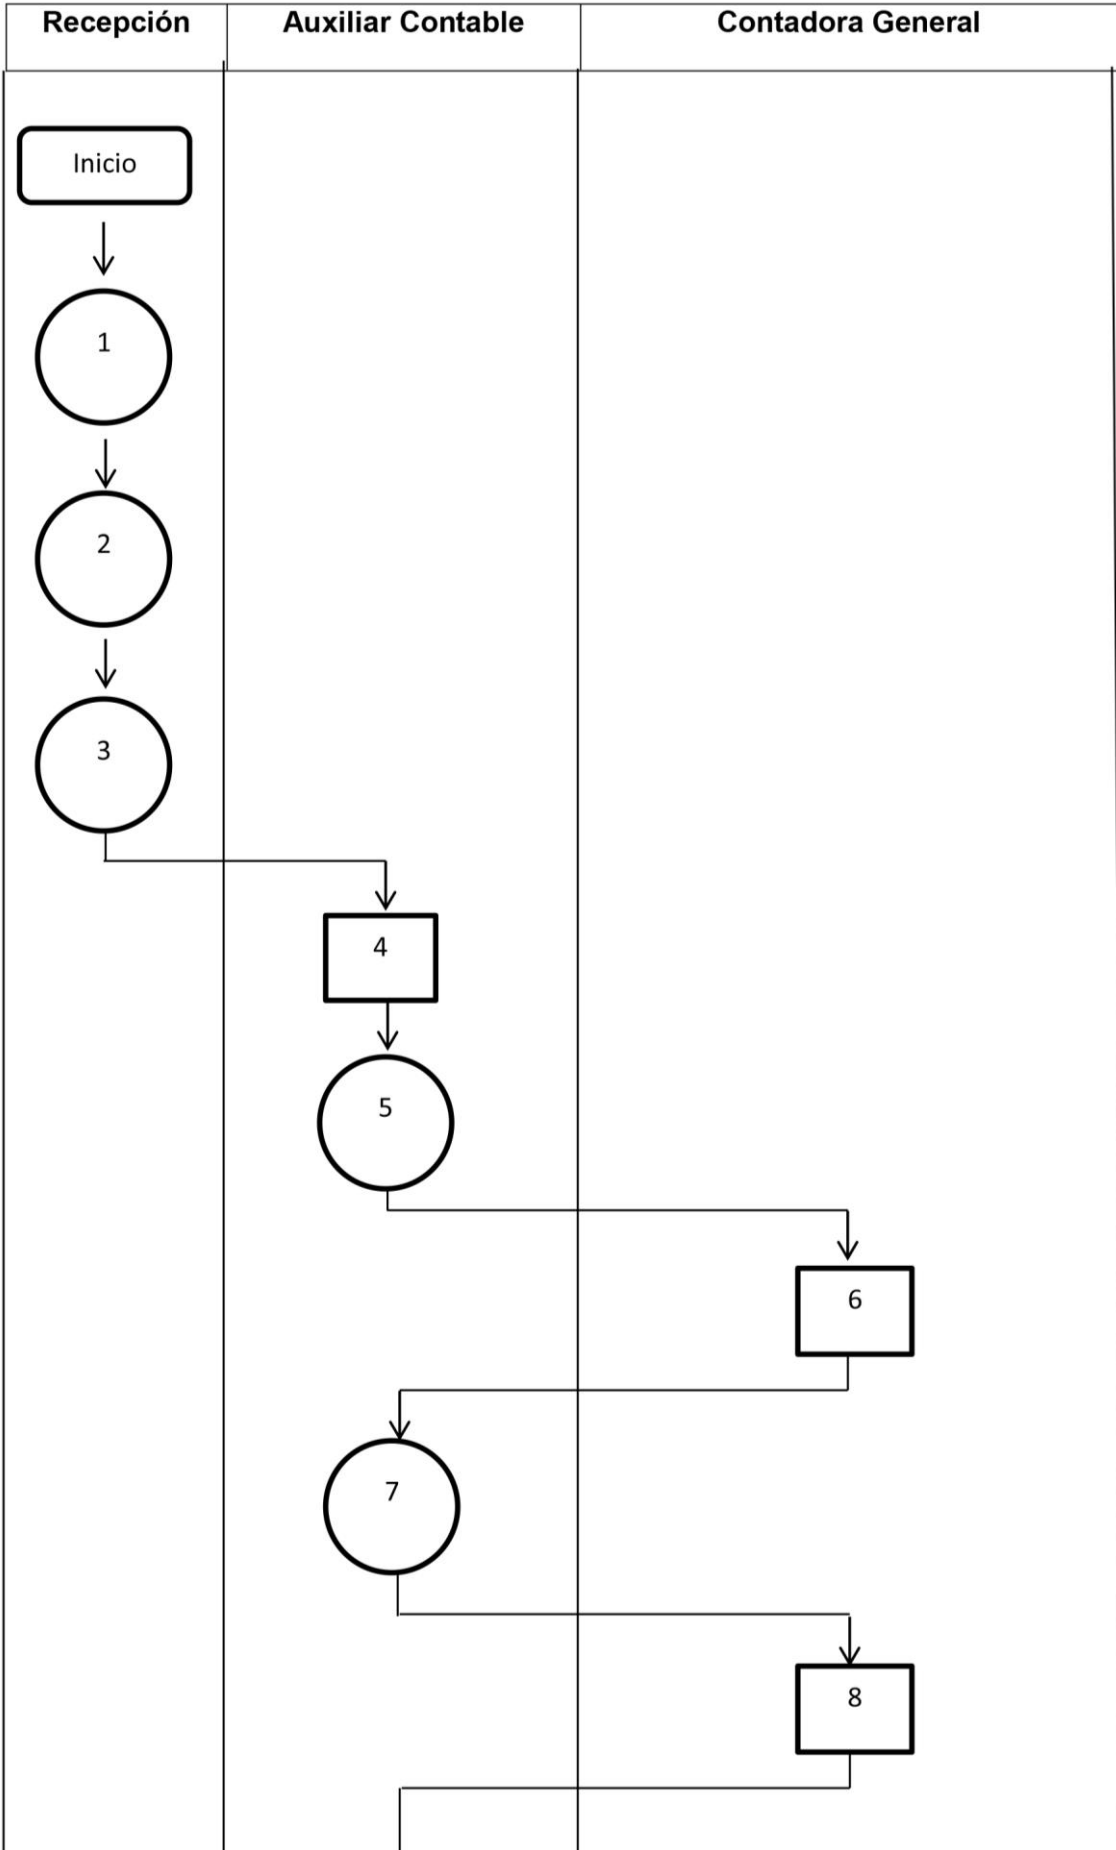 Recepción
Auxiliar Contable
Contadora General
Inicio
1
2
3
4
5
6
7
8